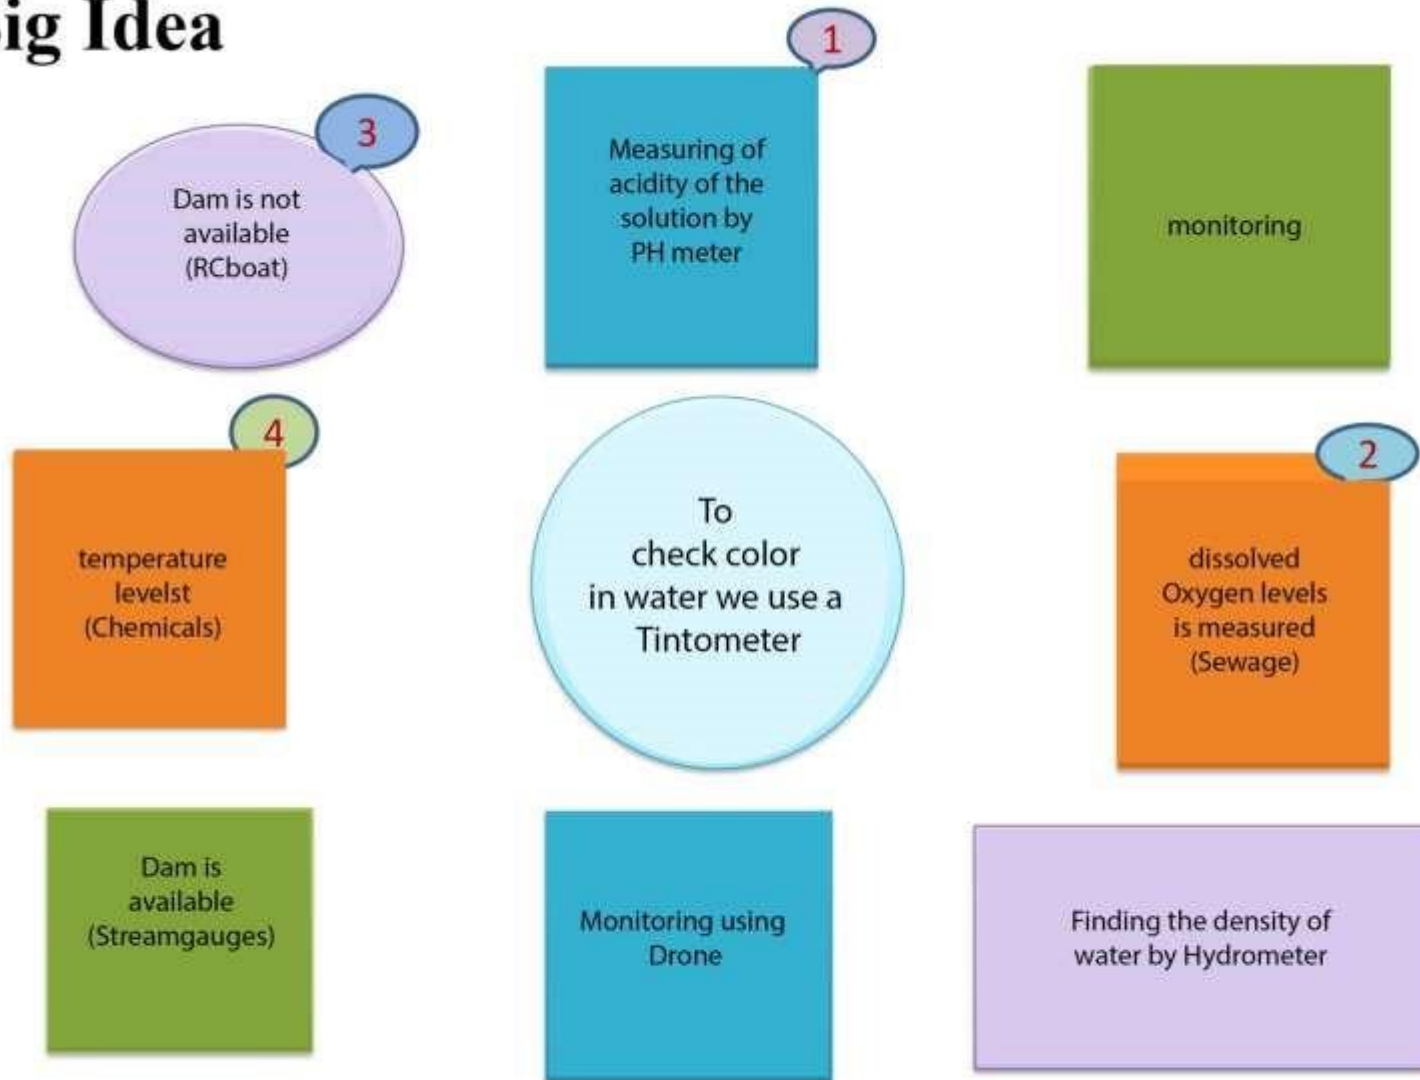 ig Idea
1
3
Dam is not
available
(RCboat)
Measuring of
acidity of the
solution by
PH meter
monitoring
4
temperature
levelst
(Chemicals)
To
check color
in water we use a
Tintometer
2
dissolved
Oxygen levels
is measured
(Sewage)
Dam is
available
(Streamgauges)
Monitoring using
Drone
Finding the density of
water by Hydrometer